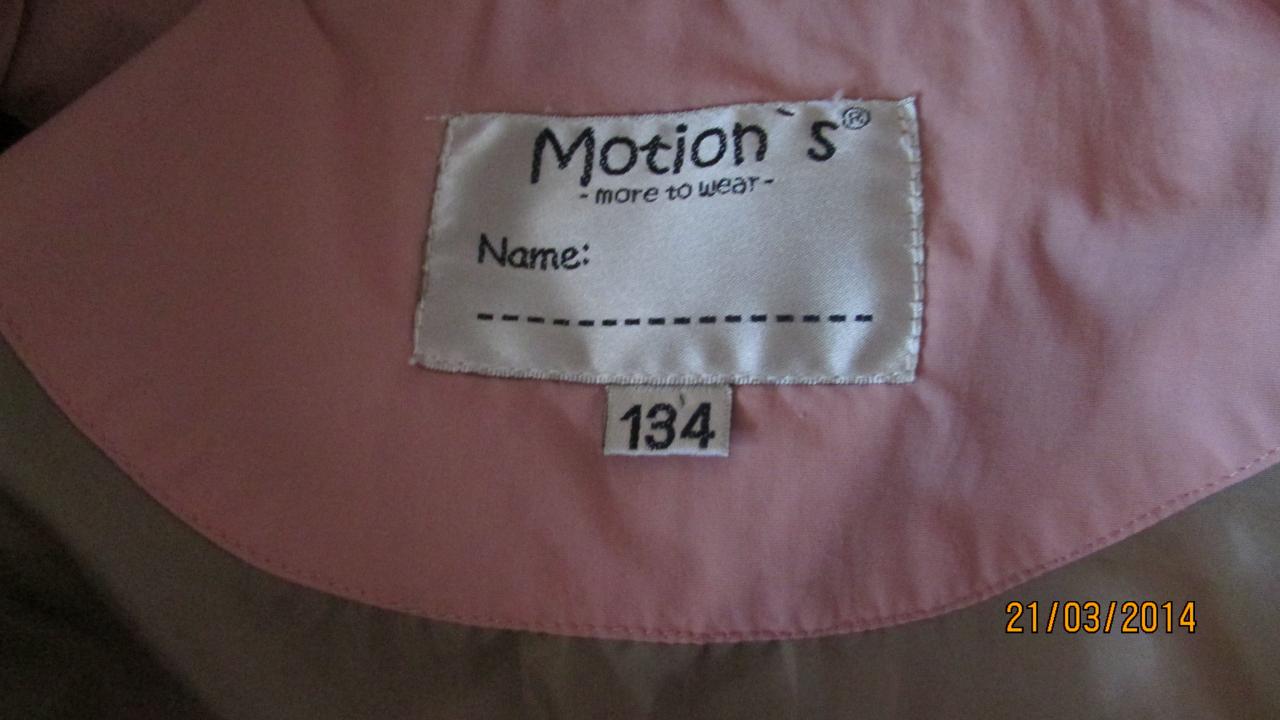 Motion`s®
-more to wear-
Name:
----------------
134
21/03/2014